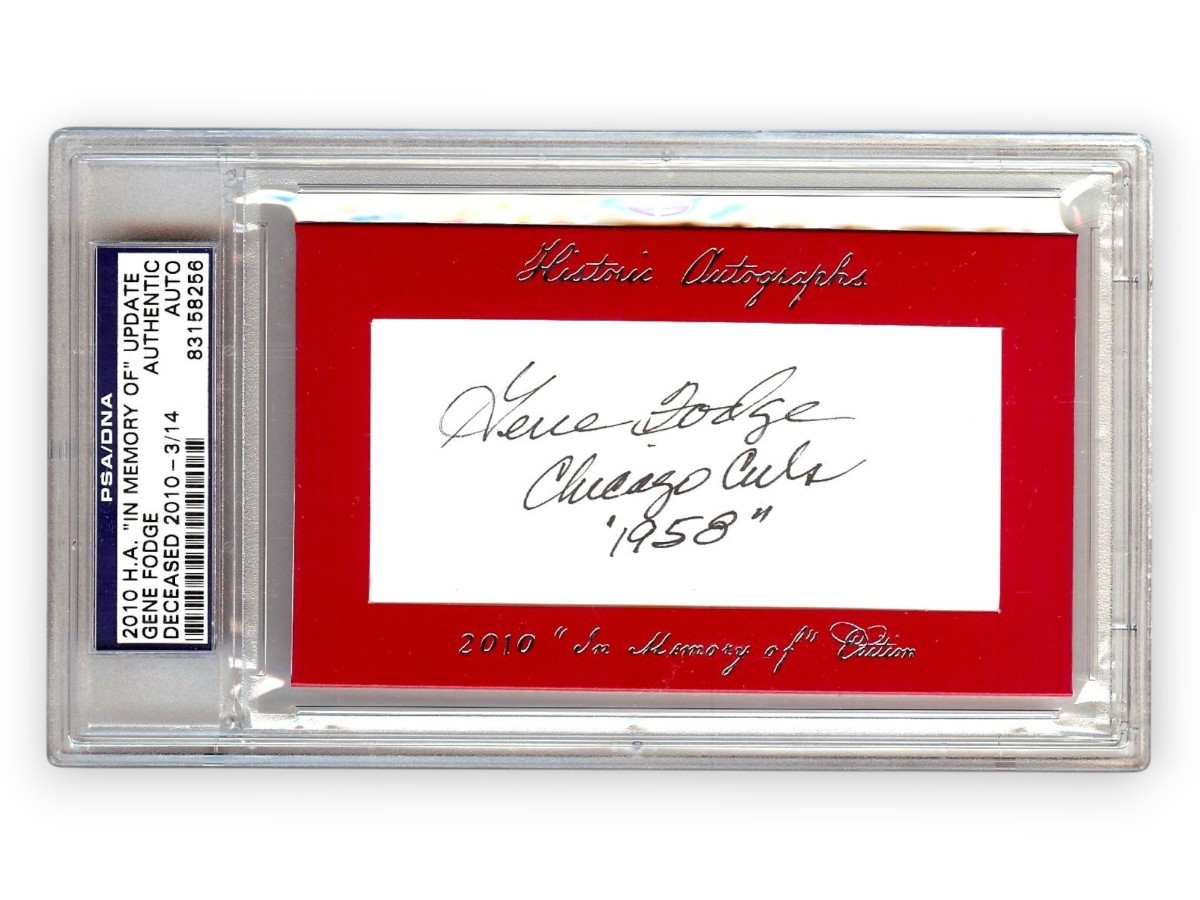 PSA/DNA
2010 H.A. "IN MEMORY OF" UPDATE
GENE FODGE AUTHENTIC
DECEASED 2010 - 3/14 AUTO
83158256
Historic Autographs
Gene Fodge
Chicago Cubs
"1958"
2010 "In Memory of" Edition